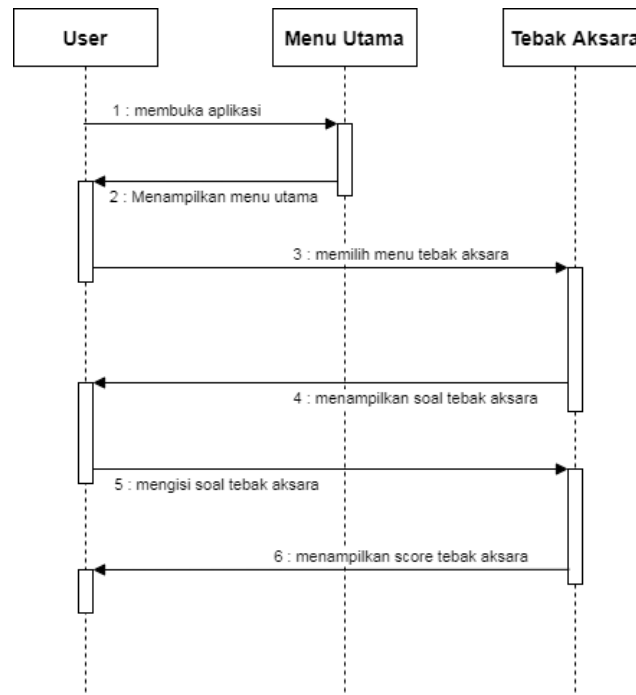 User
Menu Utama
Tebak Aksara
1 : membuka aplikasi
2 : Menampilkan menu utama
3 : memilih menu tebak aksara
4 : menampilkan soal tebak aksara
5 : mengisi soal tebak aksara
6 : menampilkan score tebak aksara